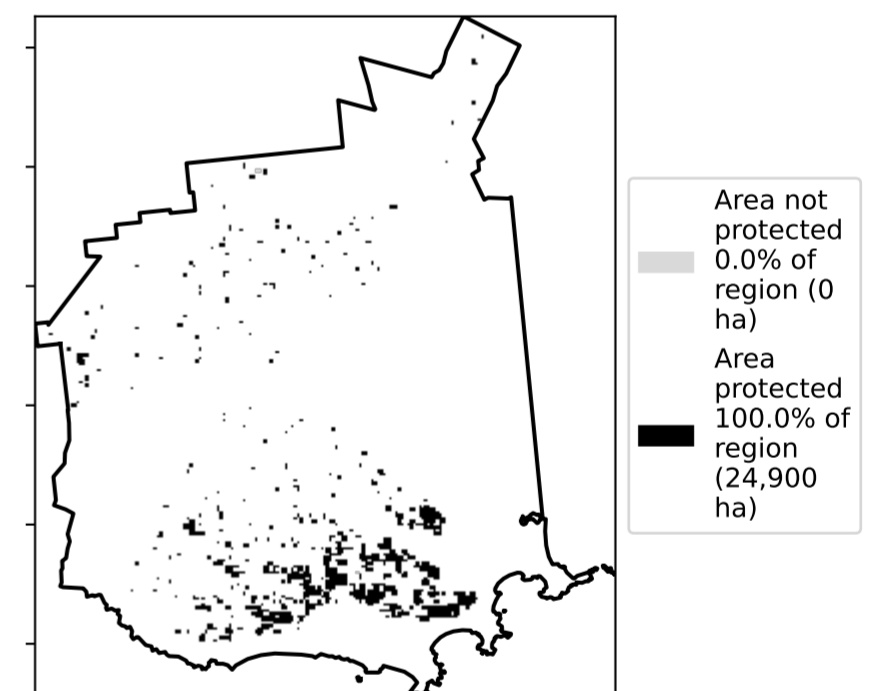 Area not
protected
0.0% of
region (0
ha)
Area
protected
100.0% of
region
(24,900
ha)